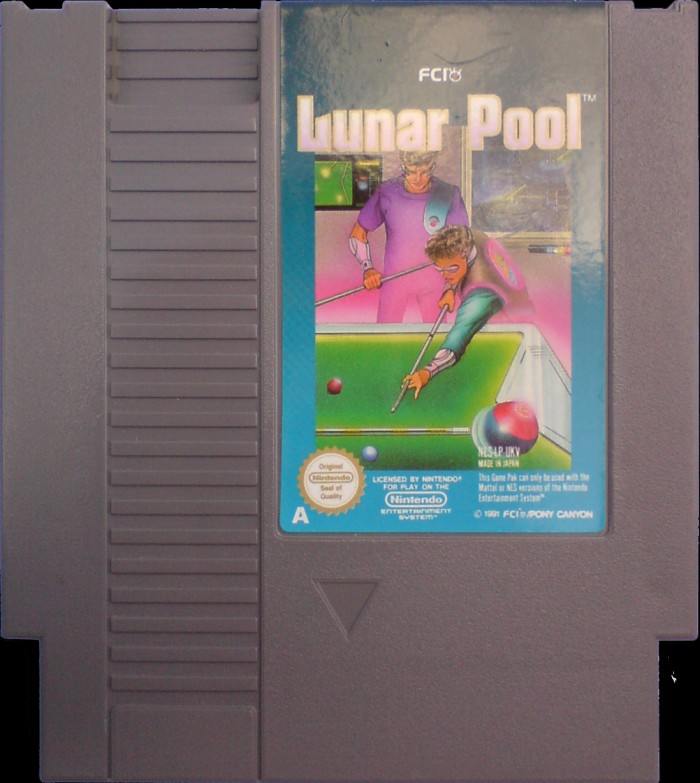 FCI
Lunar Pool™
NES-LP-UKV
MADE IN JAPAN
Original
Nintendo
Seal of
Quality
A
LICENSED BY NINTENDO®
FOR PLAY ON THE
Nintendo
ENTERTAINMENT
SYSTEM™
This Game Pak can only be used with the
Mattel or NES versions of the Nintendo
Entertainment System™
© 1991 FCI/PONY CANYON